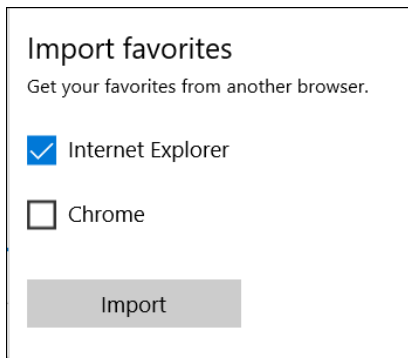 Import favorites
Get your favorites from another browser.
Internet Explorer
Chrome
Import